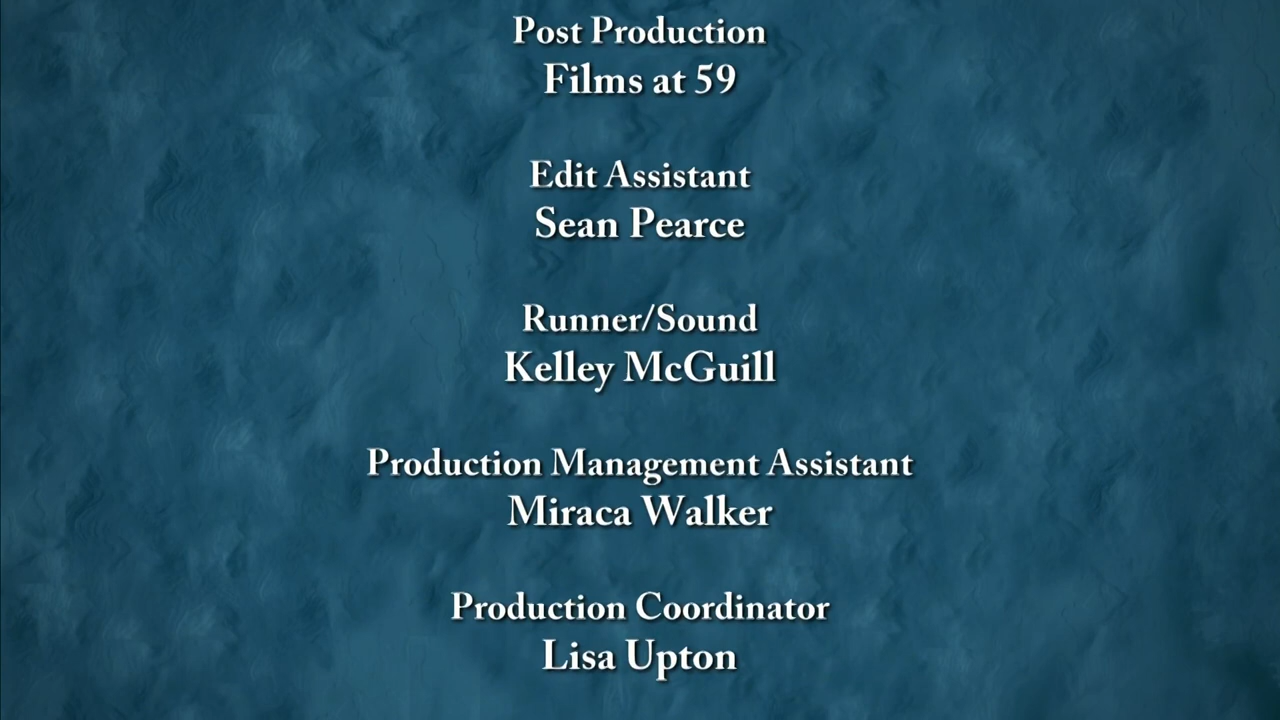 Post Production
Films at 59
Edit Assistant
Sean Pearce
Runner/Sound
Kelley McGuill
Production Management Assistant
Miraca Walker
Production Coordinator
Lisa Upton